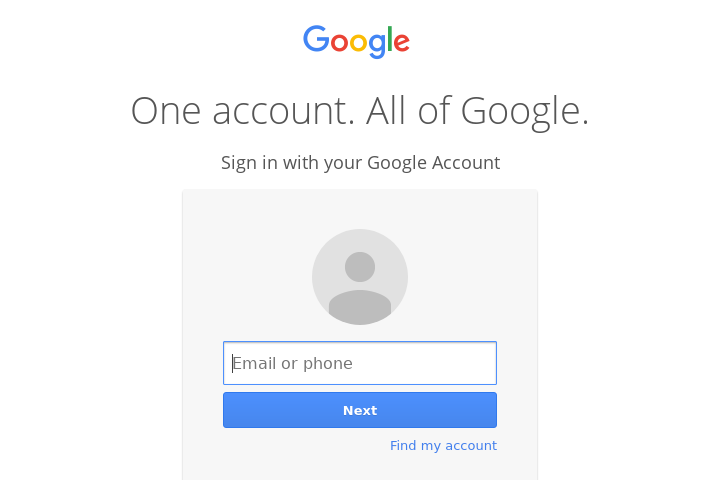 Google
One account. All of Google.
Sign in with your Google Account
Email or phone
Next
Find my account